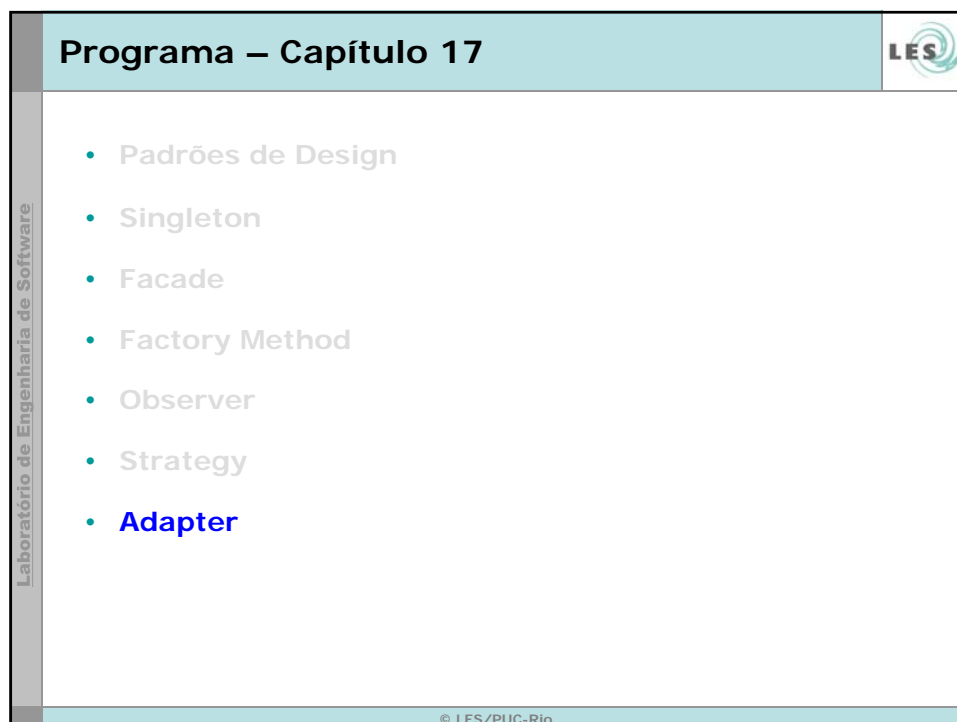 Programa – Capítulo 17
LES
Laboratório de Engenharia de Software
• Padrões de Design
• Singleton
• Facade
• Factory Method
• Observer
• Strategy
• Adapter
© LES/PUC-Rio